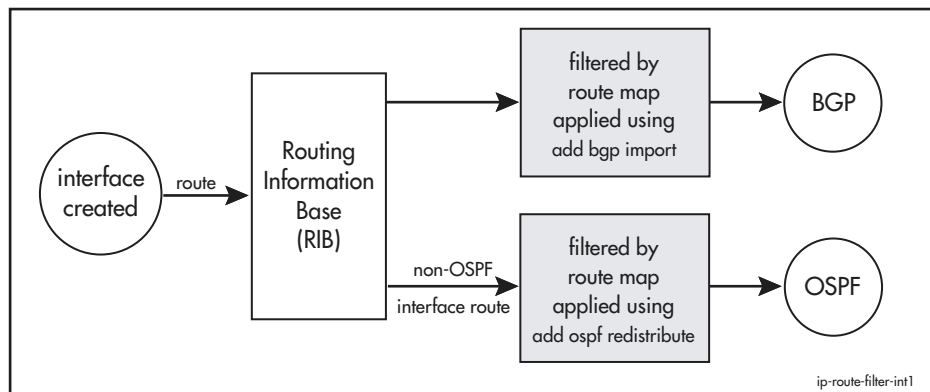 interface
created
route
Routing
Information
Base
(RIB)
filtered by
route map
applied using
add bgp import
BGP
non-OSPF
interface route
filtered by
route map
applied using
add ospf redistribute
OSPF
ip-route-filter-int1